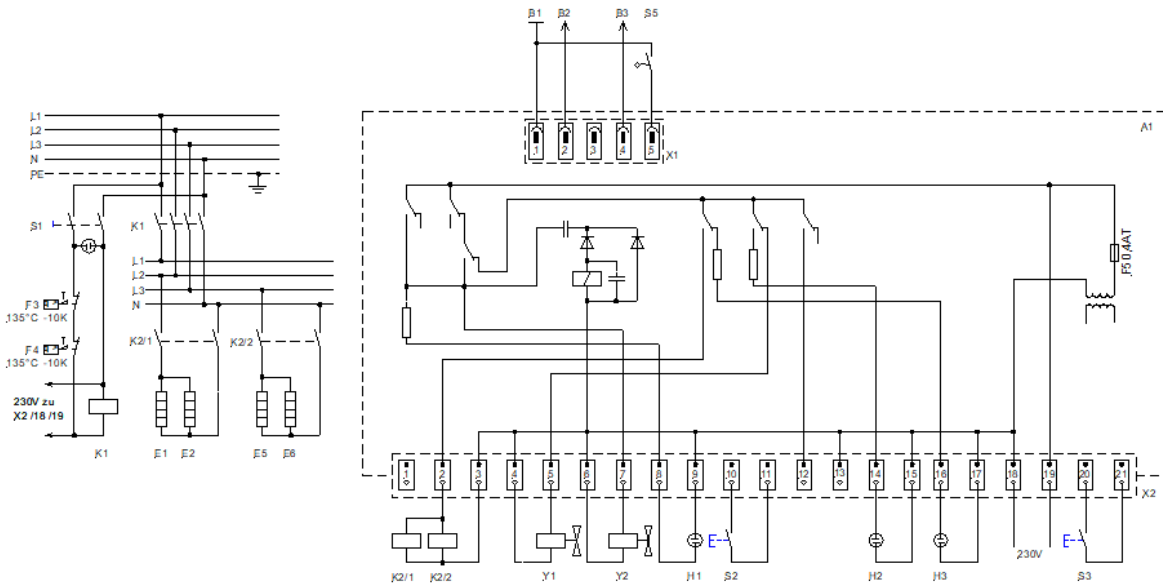 B1 B2 B3 S5
L1
L2
L3
N
PE
A1
1 2 3 4 5
X1
S1
K1
L1
L2
L3
N
F5 0,4AT
F3
135°C -10K
F4
135°C -10K
K2/1
K2/2
230V zu
X2 /18 /19
K1
E1 E2 E5 E6
1 2 3 4 5 6 7 8 9 10 11 12 13 14 15 16 17 18 19 20 21
X2
230V
K2/1 K2/2 Y1 Y2 H1 S2 H2 H3 S3